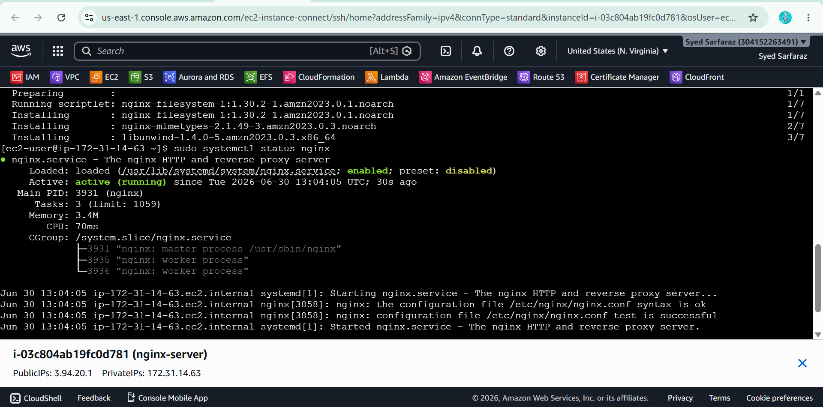 us-east-1.console.aws.amazon.com/ec2-instance-connect/ssh/home?addressFamily=ipv4&connType=standard&instanceId=i-03c804ab19fc0d781&osUser=ec...
aws Search [Alt+S] United States (N. Virginia) Syed Sarfaraz (304152263491)
Syed Sarfaraz
IAM VPC EC2 S3 Aurora and RDS EFS CloudFormation Lambda Amazon EventBridge Route 53 Certificate Manager CloudFront
Preparing : 1/1
Running scriptlet: nginx-filesystem-1:1.30.2-1.amzn2023.0.1.noarch 1/7
Installing : nginx-filesystem-1:1.30.2-1.amzn2023.0.1.noarch 1/7
Installing : nginx-mimetypes-2.1.49-3.amzn2023.0.3.noarch 2/7
Installing : libunwind-1.4.0-5.amzn2023.0.3.x86_64 3/7
[ec2-user@ip-172-31-14-63 ~]$ sudo systemctl status nginx
● nginx.service - The nginx HTTP and reverse proxy server
Loaded: loaded (/usr/lib/systemd/system/nginx.service; enabled; preset: disabled)
Active: active (running) since Tue 2026-06-30 13:04:05 UTC; 30s ago
Main PID: 3931 (nginx)
Tasks: 3 (limit: 1059)
Memory: 3.4M
CPU: 70ms
CGroup: /system.slice/nginx.service
├─3931 "nginx: master process /usr/sbin/nginx"
├─3935 "nginx: worker process"
└─3936 "nginx: worker process"
Jun 30 13:04:05 ip-172-31-14-63.ec2.internal systemd[1]: Starting nginx.service - The nginx HTTP and reverse proxy server...
Jun 30 13:04:05 ip-172-31-14-63.ec2.internal nginx[3858]: nginx: the configuration file /etc/nginx/nginx.conf syntax is ok
Jun 30 13:04:05 ip-172-31-14-63.ec2.internal nginx[3858]: nginx: configuration file /etc/nginx/nginx.conf test is successful
Jun 30 13:04:05 ip-172-31-14-63.ec2.internal systemd[1]: Started nginx.service - The nginx HTTP and reverse proxy server.
i-03c804ab19fc0d781 (nginx-server)
PublicIPs: 3.94.20.1 PrivateIPs: 172.31.14.63
CloudShell Feedback Console Mobile App © 2026, Amazon Web Services, Inc. or its affiliates. Privacy Terms Cookie preferences